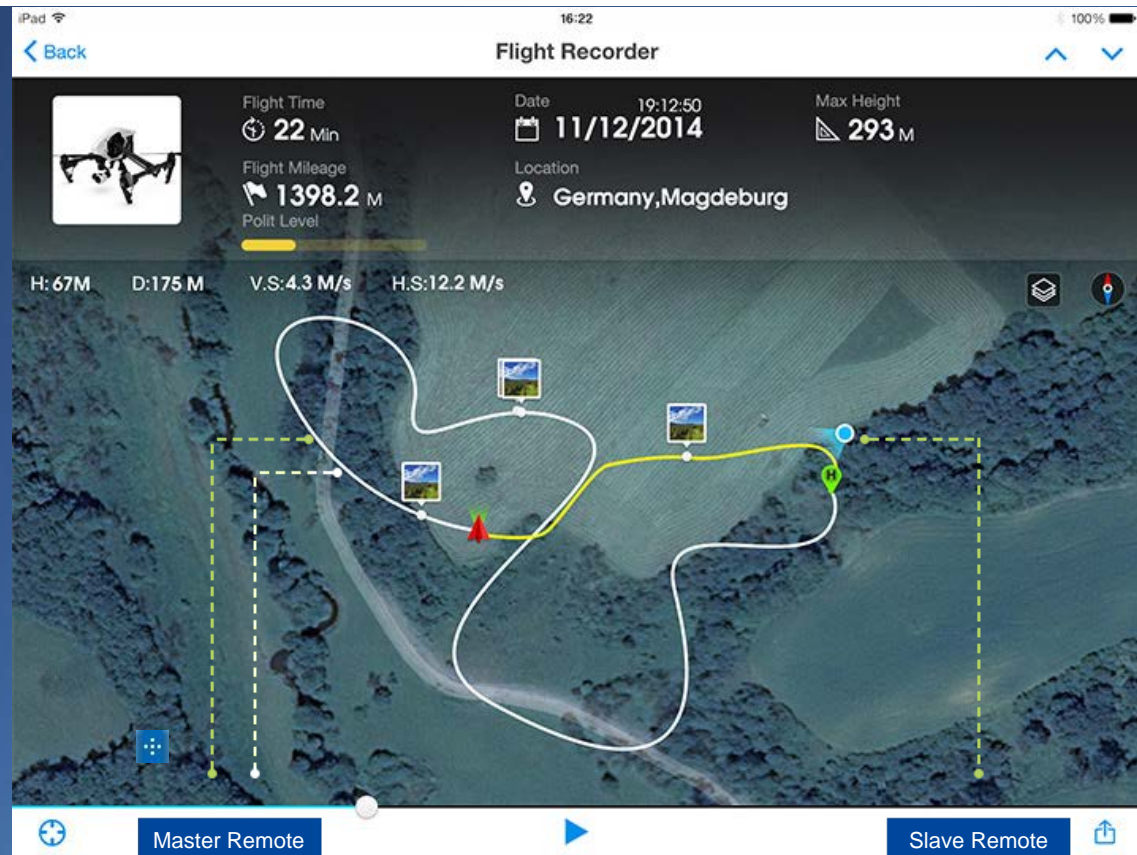 iPad 16:22 100%
Back Flight Recorder
Flight Time Date 19:12:50 Max Height
22 Min 11/12/2014 293 M
Flight Mileage Location
1398.2 M Germany,Magdeburg
Polit Level
H: 67M D:175 M V.S:4.3 M/s H.S:12.2 M/s
H
Master Remote Slave Remote